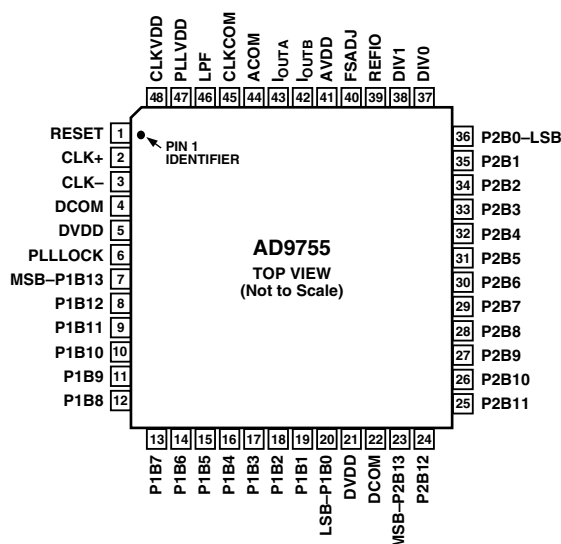 CLKVDD
PLLVDD
LPF
CLKCOM
ACOM
IOUTA
IOUTB
AVDD
FSADJ
REFIO
DIV1
DIV0
48 47 46 45 44 43 42 41 40 39 38 37
RESET 1
CLK+ 2
CLK– 3
DCOM 4
DVDD 5
PLLLOCK 6
MSB–P1B13 7
P1B12 8
P1B11 9
P1B10 10
P1B9 11
P1B8 12
PIN 1
IDENTIFIER
AD9755
TOP VIEW
(Not to Scale)
36 P2B0–LSB
35 P2B1
34 P2B2
33 P2B3
32 P2B4
31 P2B5
30 P2B6
29 P2B7
28 P2B8
27 P2B9
26 P2B10
25 P2B11
13 14 15 16 17 18 19 20 21 22 23 24
P1B7
P1B6
P1B5
P1B4
P1B3
P1B2
P1B1
LSB–P1B0
DVDD
DCOM
MSB–P2B13
P2B12